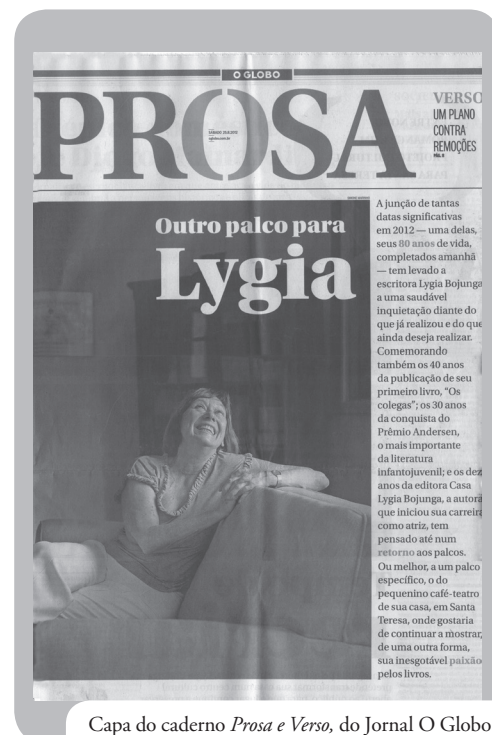 O GLOBO
PROSA
VERSO
UM PLANO
CONTRA
REMOÇÕES
Outro palco para
Lygia
A junção de tantas
datas significativas
em 2012 — uma delas,
seus 80 anos de vida,
completados amanhã
— tem levado a
escritora Lygia Bojunga
a uma saudável
inquietação diante do
que já realizou e do que
ainda deseja realizar.
Comemorando
também os 40 anos
da publicação de seu
primeiro livro, “Os
colegas”; os 30 anos
da conquista do
Prêmio Andersen,
o mais importante
da literatura
infantojuvenil; e os dez
anos da editora Casa
Lygia Bojunga, a autora
que iniciou sua carreira
como atriz, tem
pensado até num
retorno aos palcos.
Ou melhor, a um palco
específico, o do
pequenino café-teatro
de sua casa, em Santa
Teresa, onde gostaria
de continuar a mostrar,
de uma outra forma,
sua inesgotável paixão
pelos livros.
Capa do caderno Prosa e Verso, do Jornal O Globo